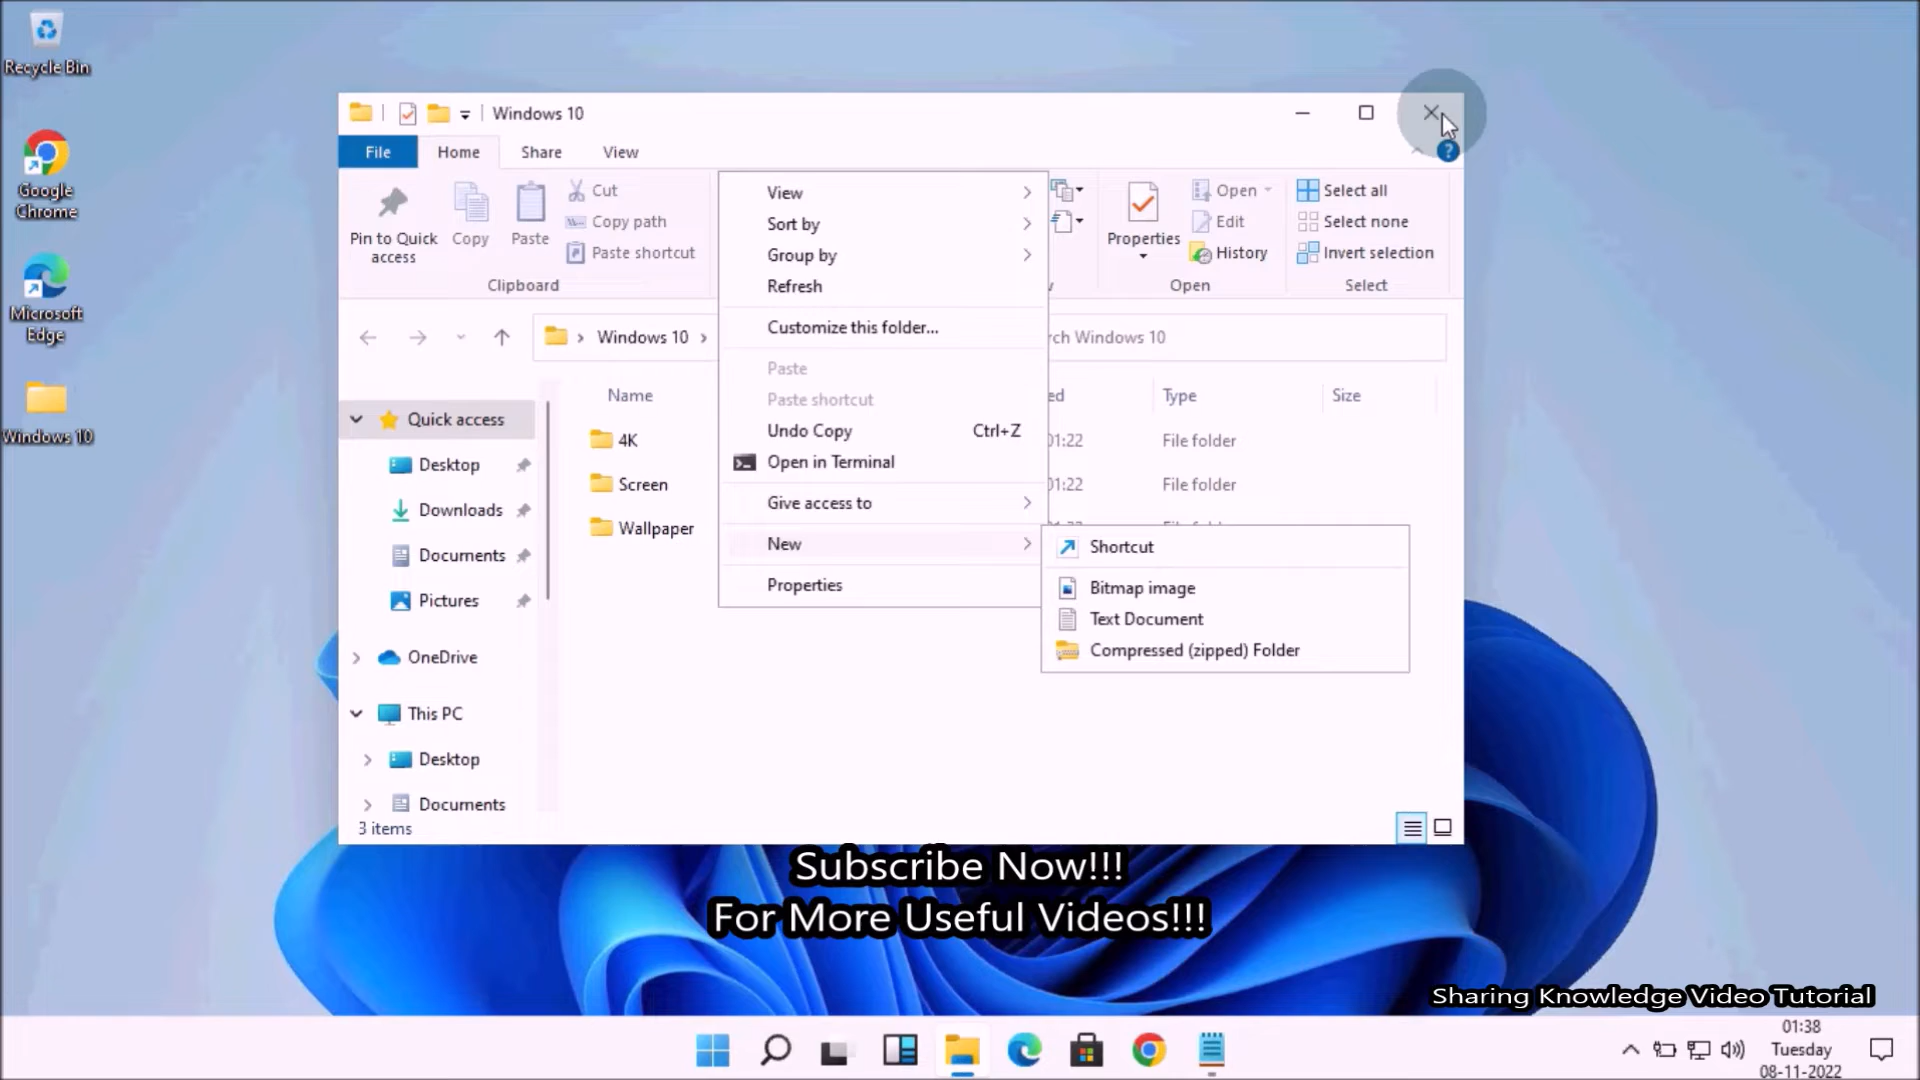 Recycle Bin
Google
Chrome
Microsoft
Edge
Windows 10
Windows 10
File
Home
Share
View
Pin to Quick
access
Copy
Paste
Cut
Copy path
Paste shortcut
Clipboard
Properties
Open
Edit
History
Open
Select all
Select none
Invert selection
Select
Windows 10
rch Windows 10
View
Sort by
Group by
Refresh
Customize this folder...
Paste
Paste shortcut
Undo Copy Ctrl+Z
Open in Terminal
Give access to
New
Properties
Shortcut
Bitmap image
Text Document
Compressed (zipped) Folder
Name
ed
Type
Size
4K
01:22
File folder
Screen
01:22
File folder
Wallpaper
Quick access
Desktop
Downloads
Documents
Pictures
OneDrive
This PC
Desktop
Documents
3 items
Subscribe Now!!!
For More Useful Videos!!!
Sharing Knowledge Video Tutorial
01:38
Tuesday
08-11-2022